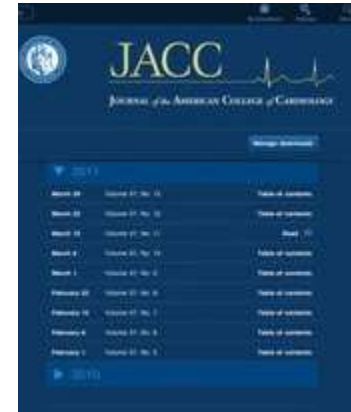 JACC
JOURNAL of the AMERICAN COLLEGE of CARDIOLOGY
Manage downloads
2011
March 29 Volume 57, No. 13 Table of contents
March 22 Volume 57, No. 12 Table of contents
March 15 Volume 57, No. 11 Read
March 8 Volume 57, No. 10 Table of contents
March 1 Volume 57, No. 9 Table of contents
February 22 Volume 57, No. 8 Table of contents
February 15 Volume 57, No. 7 Table of contents
February 8 Volume 57, No. 6 Table of contents
February 1 Volume 57, No. 5 Table of contents
2010